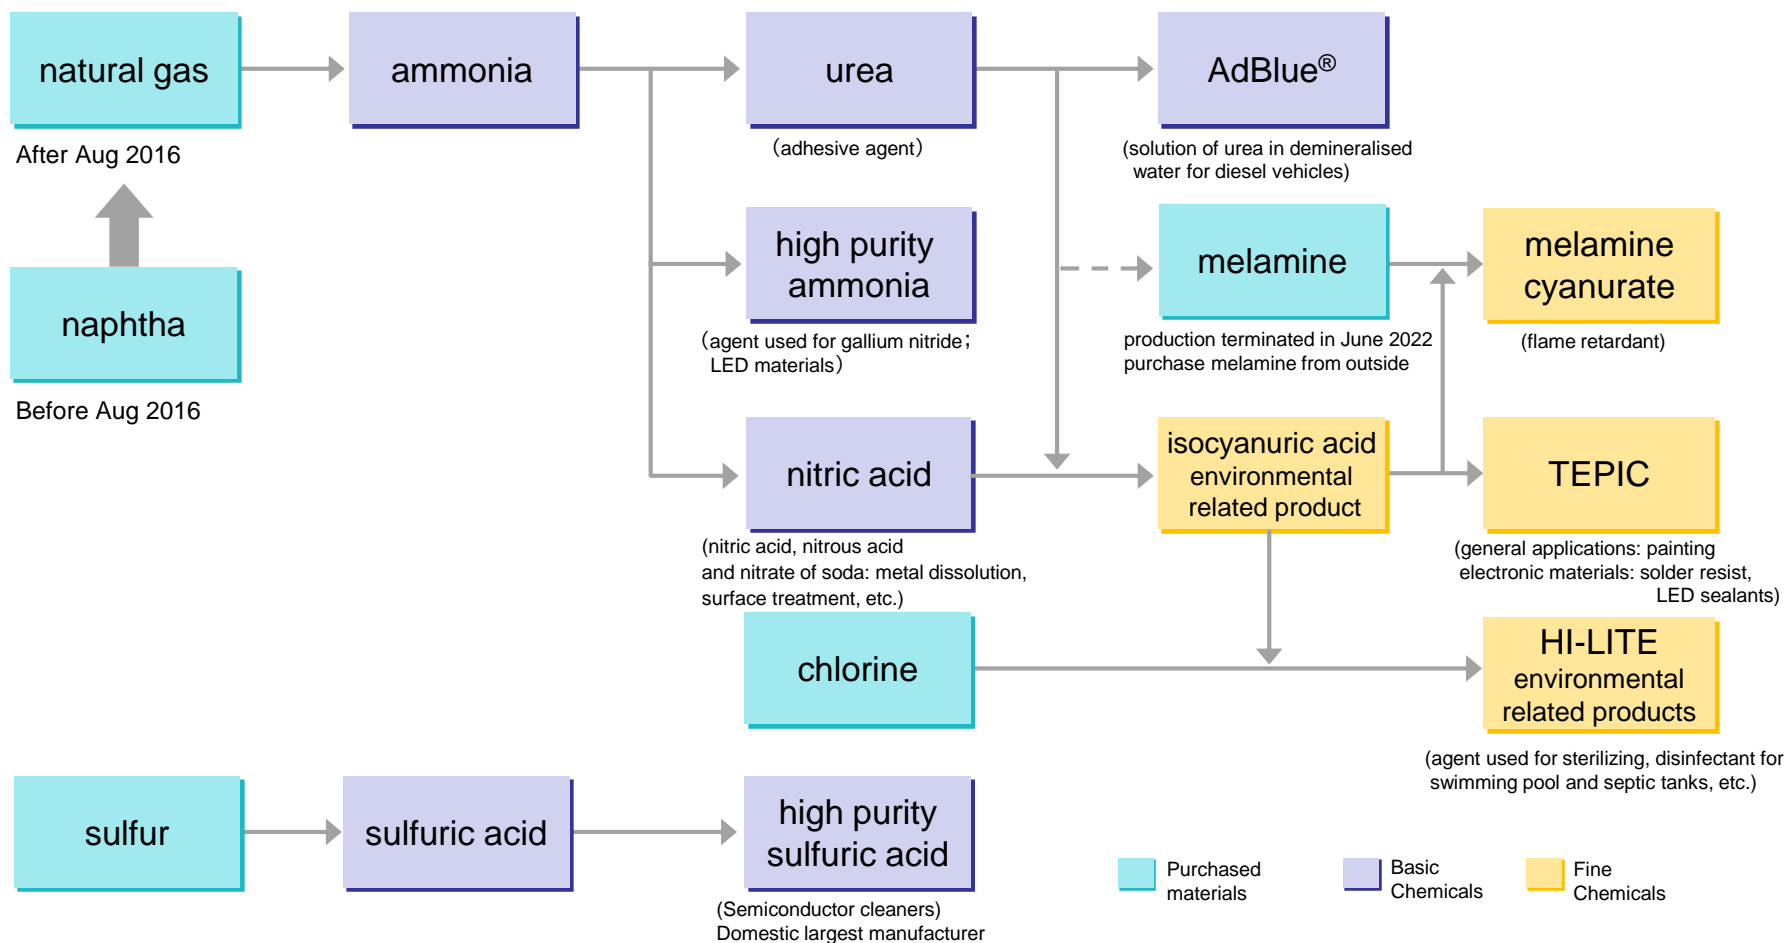 natural gas
After Aug 2016
naphtha
Before Aug 2016
ammonia
urea
(adhesive agent)
AdBlue®
(solution of urea in demineralised
water for diesel vehicles)
high purity
ammonia
(agent used for gallium nitride;
LED materials)
melamine
production terminated in June 2022
purchase melamine from outside
melamine
cyanurate
(flame retardant)
nitric acid
(nitric acid, nitrous acid
and nitrate of soda: metal dissolution,
surface treatment, etc.)
isocyanuric acid
environmental
related product
TEPIC
(general applications: painting
electronic materials: solder resist,
LED sealants)
chlorine
HI-LITE
environmental
related products
(agent used for sterilizing, disinfectant for
swimming pool and septic tanks, etc.)
sulfur
sulfuric acid
high purity
sulfuric acid
(Semiconductor cleaners)
Domestic largest manufacturer
Purchased
materials
Basic
Chemicals
Fine
Chemicals